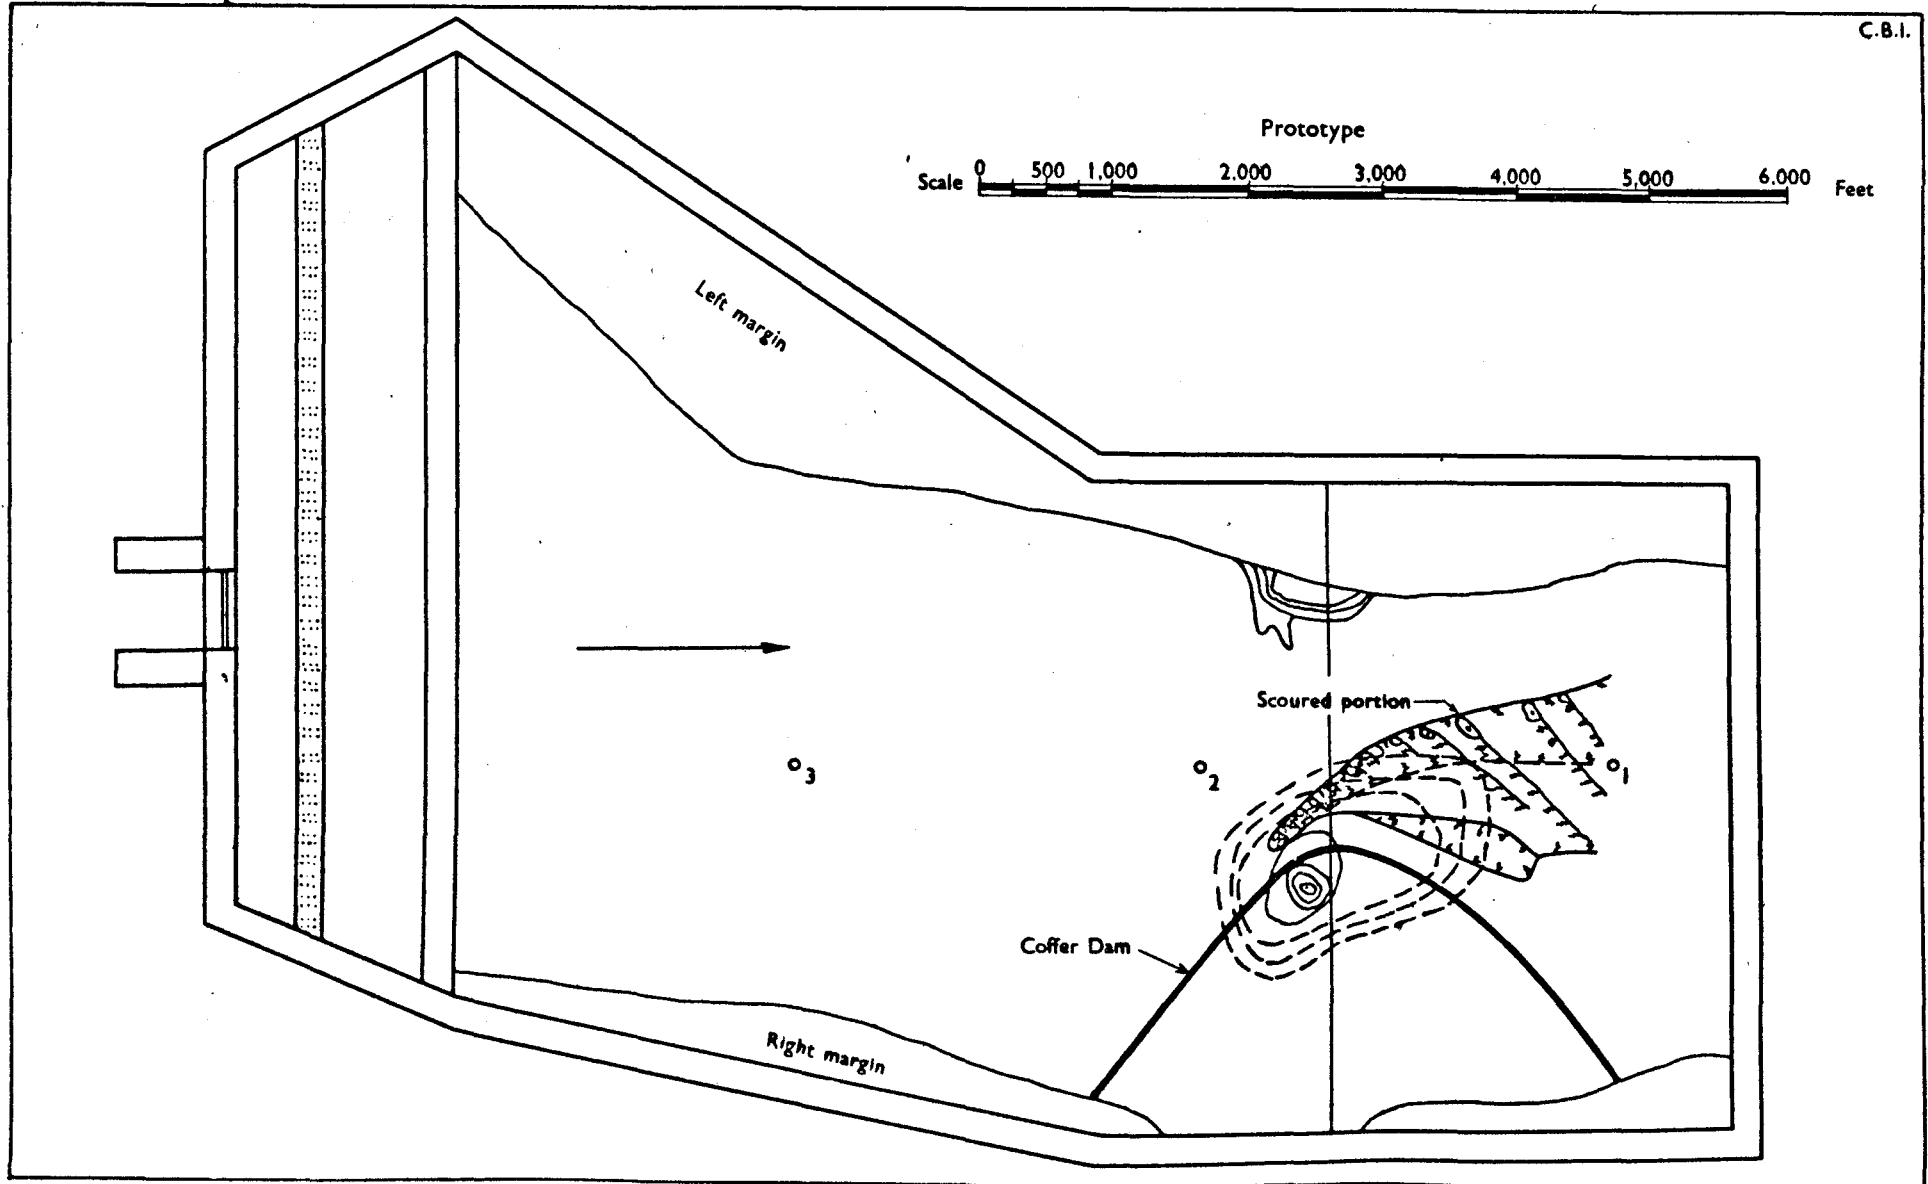 C.B.I.
Prototype
Scale 0 500 1,000 2,000 3,000 4,000 5,000 6,000 Feet
Left margin
Scoured portion
3
2
1
Coffer Dam
Right margin